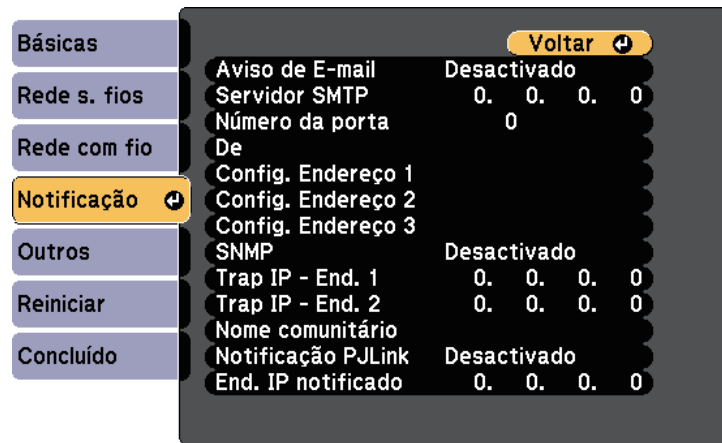 Básicas
Rede s. fios
Rede com fio
Notificação
Outros
Reiniciar
Concluído
Voltar
Aviso de E-mail Desactivado
Servidor SMTP 0. 0. 0. 0
Número da porta 0
De
Config. Endereço 1
Config. Endereço 2
Config. Endereço 3
SNMP Desactivado
Trap IP - End. 1 0. 0. 0. 0
Trap IP - End. 2 0. 0. 0. 0
Nome comunitário
Notificação PJLink Desactivado
End. IP notificado 0. 0. 0. 0